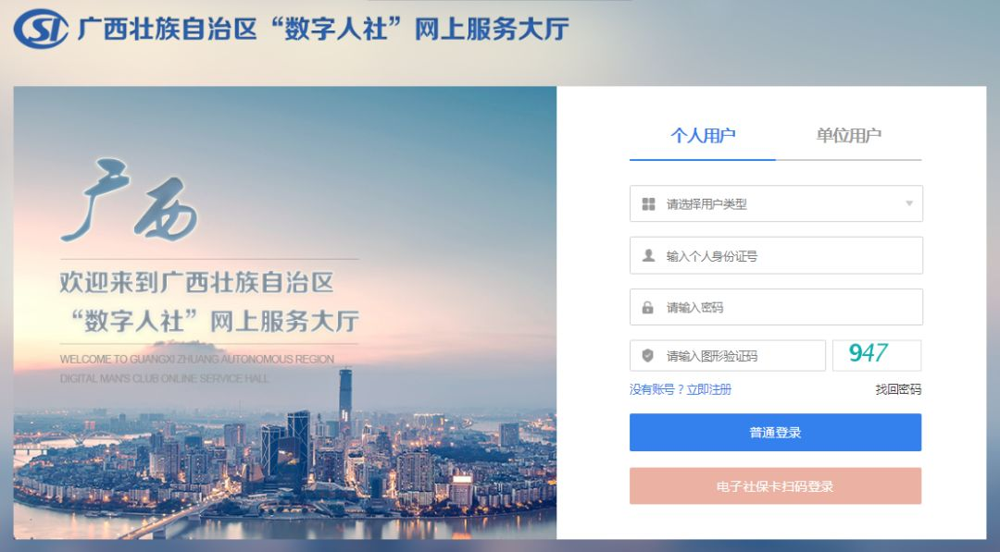 SI 广西壮族自治区“数字人社”网上服务大厅
广西
欢迎来到广西壮族自治区
“数字人社”网上服务大厅
WELCOME TO GUANGXI ZHUANG AUTONOMOUS REGION
DIGITAL MAN'S CLUB ONLINE SERVICE HALL
个人用户 单位用户
请选择用户类型
输入个人身份证号
请输入密码
请输入图形验证码 947
没有账号？立即注册 找回密码
普通登录
电子社保卡扫码登录